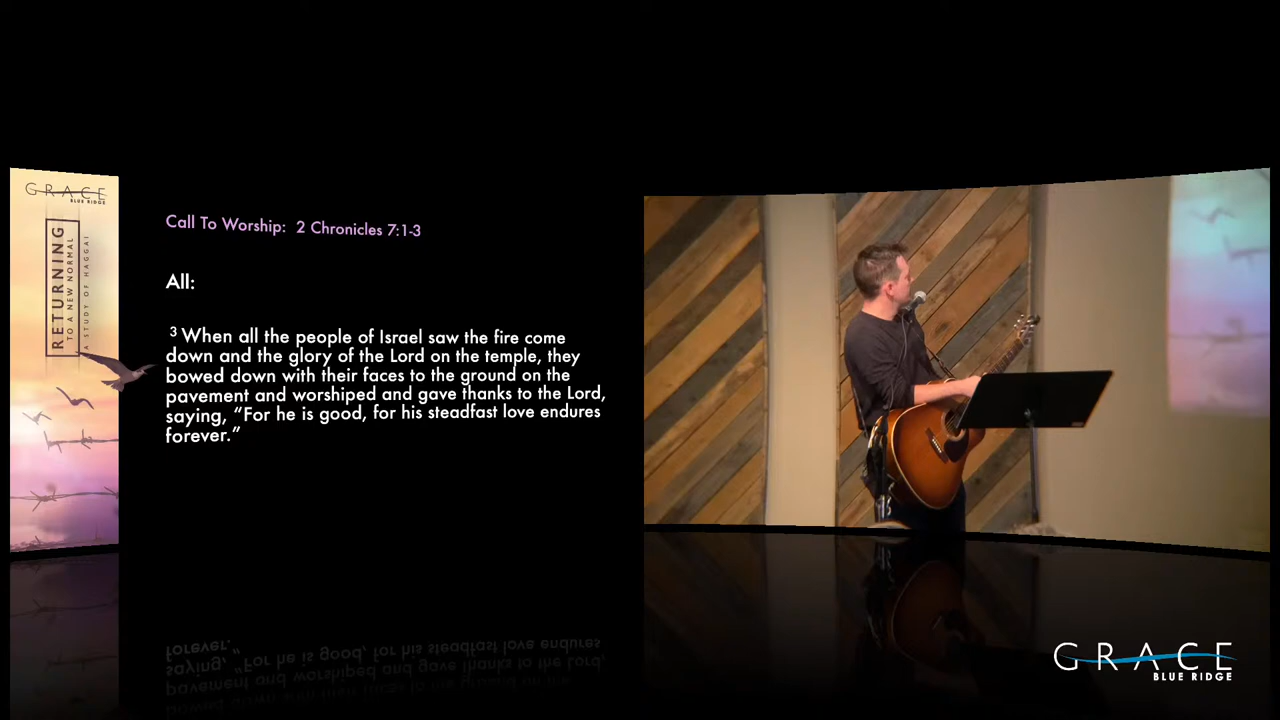 GRACE
BLUE RIDGE
RETURNING
TO A NEW NORMAL
A STUDY OF HAGGAI
Call To Worship: 2 Chronicles 7:1-3
All:
3 When all the people of Israel saw the fire come
down and the glory of the Lord on the temple, they
bowed down with their faces to the ground on the
pavement and worshiped and gave thanks to the Lord,
saying, “For he is good, for his steadfast love endures
forever.”
GRACE
BLUE RIDGE